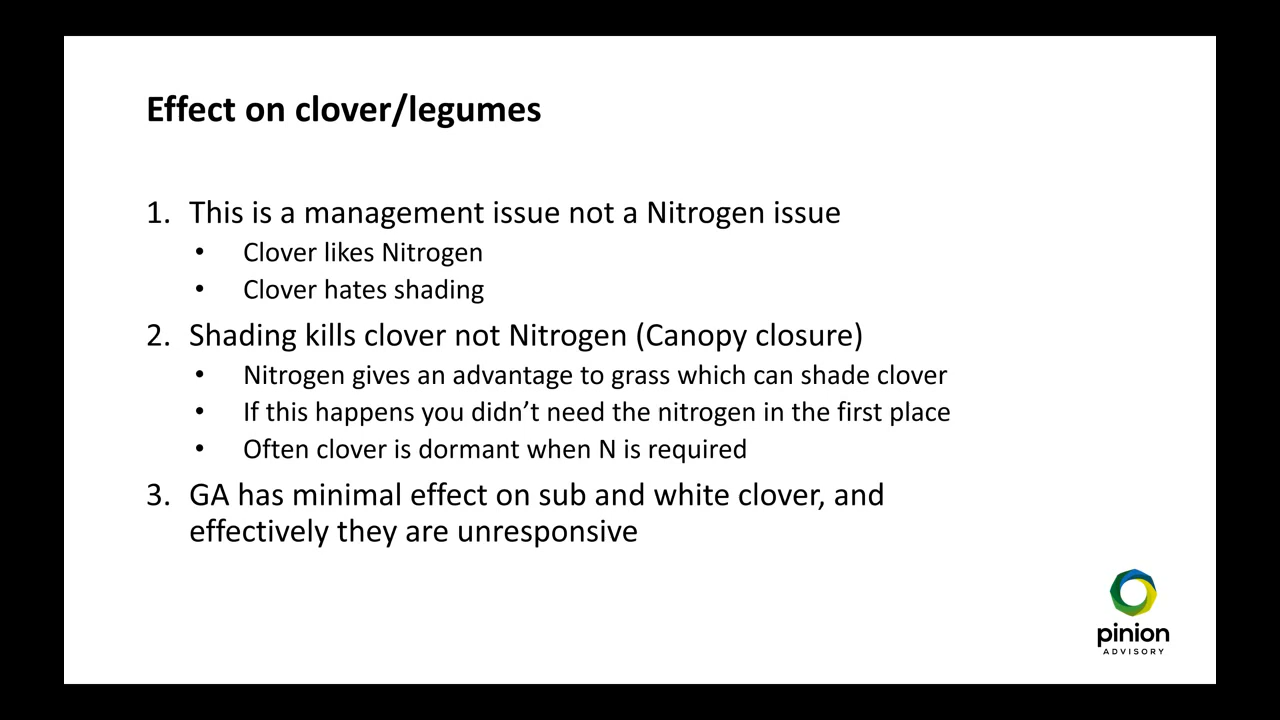 Effect on clover/legumes
1. This is a management issue not a Nitrogen issue
• Clover likes Nitrogen
• Clover hates shading
2. Shading kills clover not Nitrogen (Canopy closure)
• Nitrogen gives an advantage to grass which can shade clover
• If this happens you didn’t need the nitrogen in the first place
• Often clover is dormant when N is required
3. GA has minimal effect on sub and white clover, and
effectively they are unresponsive
pinion
ADVISORY